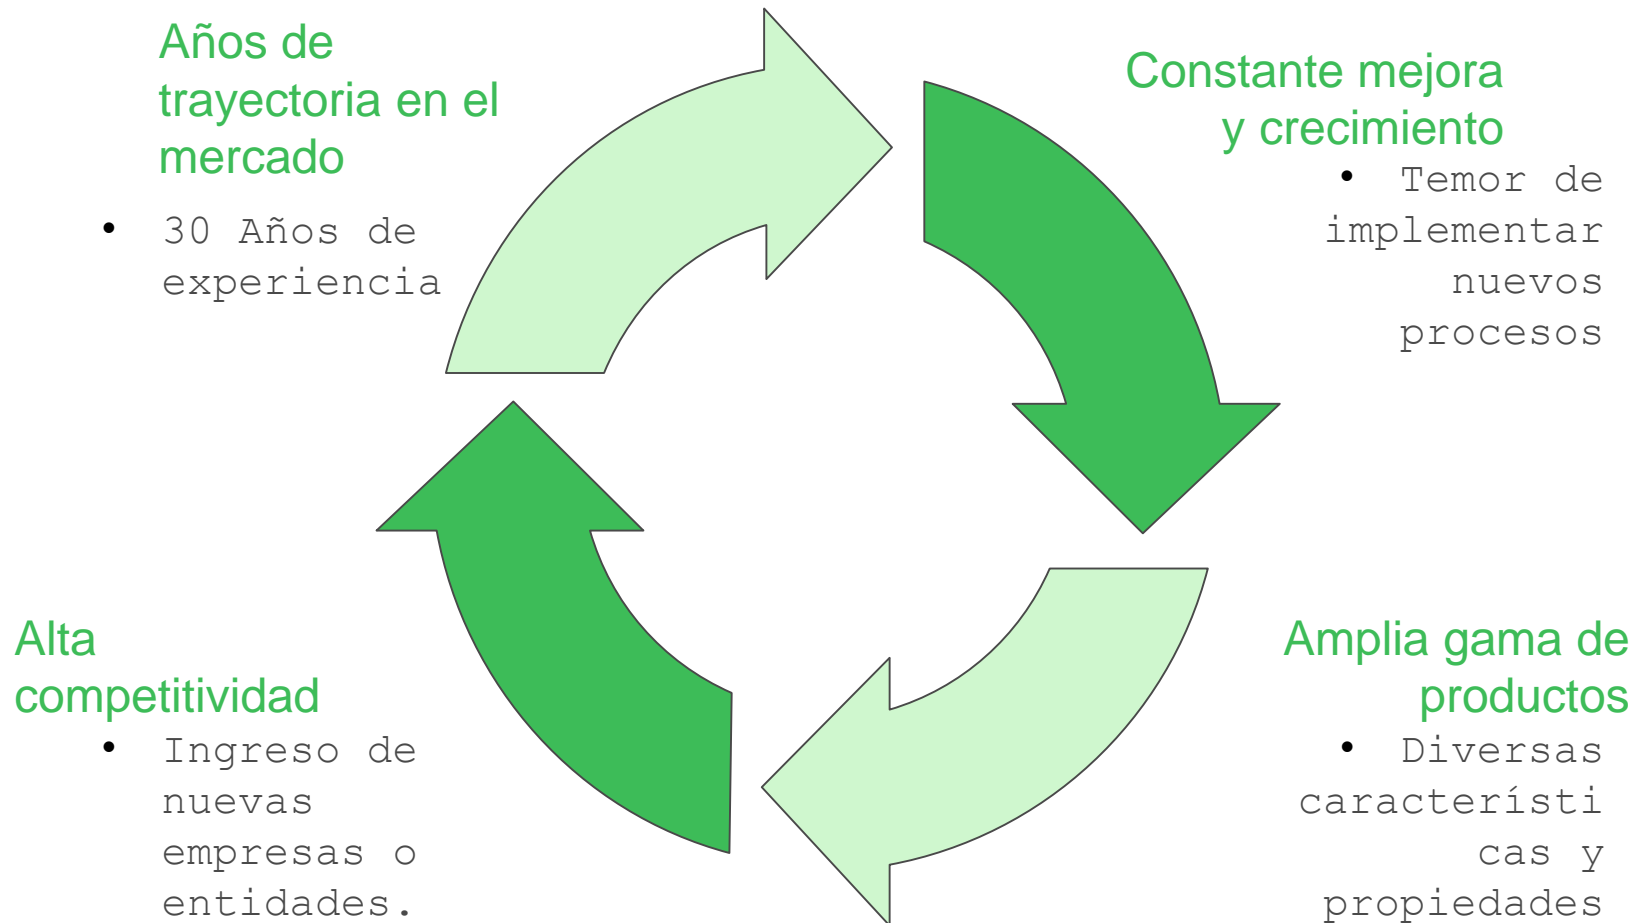 Años de
trayectoria en el
mercado
• 30 Años de
experiencia
Constante mejora
y crecimiento
• Temor de
implementar
nuevos
procesos
Alta
competitividad
• Ingreso de
nuevas
empresas o
entidades.
Amplia gama de
productos
• Diversas
característi
cas y
propiedades